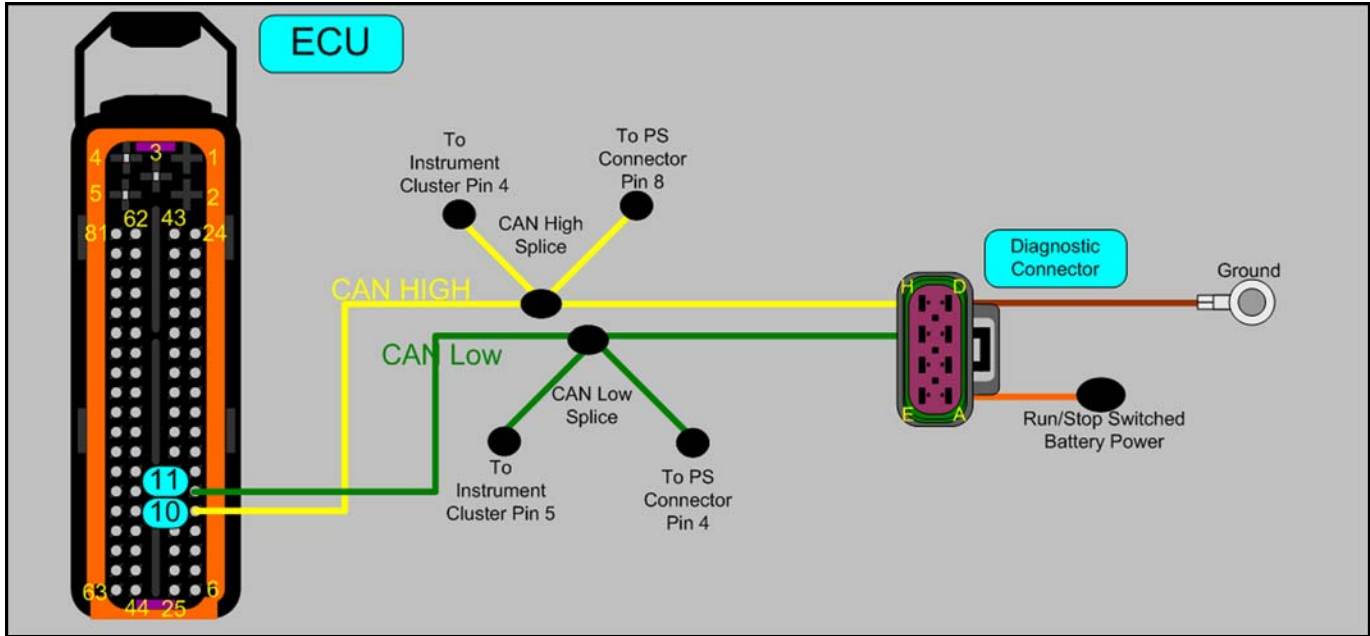 ECU
4
3
1
5
2
62
43
81
24
11
10
63
6
44
25
To
Instrument
Cluster Pin 4
To PS
Connector
Pin 8
CAN High
Splice
CAN HIGH
CAN Low
CAN Low
Splice
To
Instrument
Cluster Pin 5
To PS
Connector
Pin 4
Diagnostic
Connector
H
D
E
A
Ground
Run/Stop Switched
Battery Power